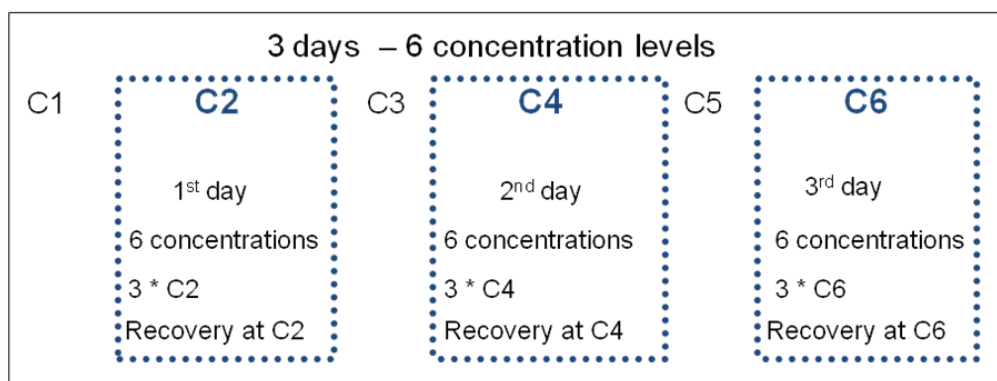 3 days – 6 concentration levels
C1 C2 C3 C4 C5 C6
1st day
6 concentrations
3 * C2
Recovery at C2
2nd day
6 concentrations
3 * C4
Recovery at C4
3rd day
6 concentrations
3 * C6
Recovery at C6